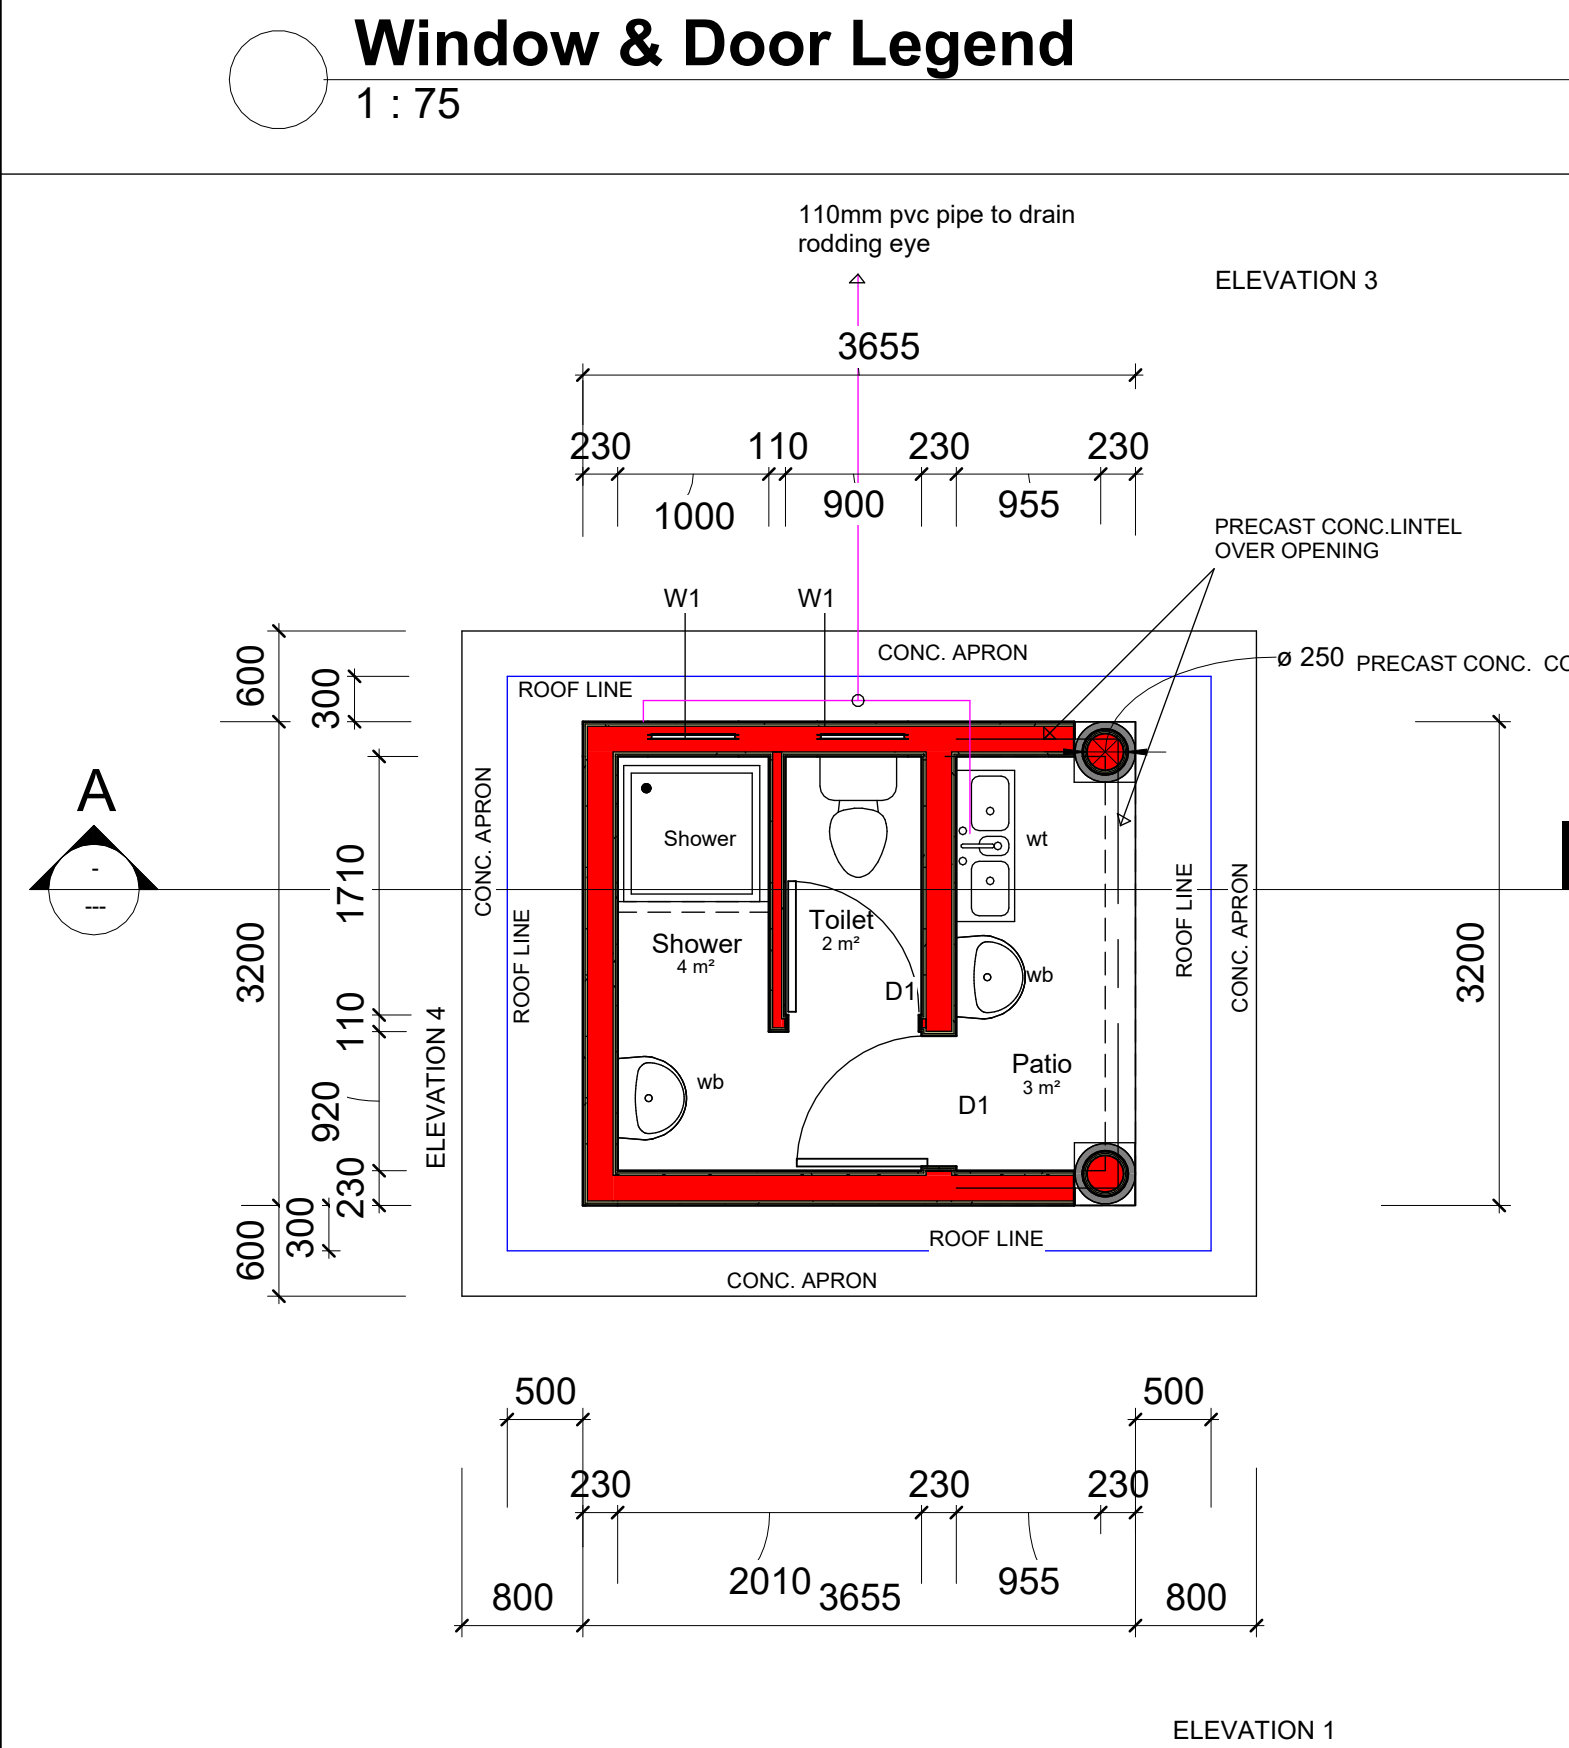 Window & Door Legend
1 : 75
110mm pvc pipe to drain
rodding eye
ELEVATION 3
3655
230
110
230
230
1000
900
955
PRECAST CONC.LINTEL
OVER OPENING
W1
W1
CONC. APRON
ø 250
PRECAST CONC.
ROOF LINE
600
300
A
-
---
CONC. APRON
ROOF LINE
1710
3200
110
920
230
300
600
ELEVATION 4
Shower
wt
Toilet
2 m²
Shower
4 m²
D1
wb
wb
Patio
3 m²
D1
ROOF LINE
CONC. APRON
3200
ROOF LINE
CONC. APRON
500
500
230
230
230
2010
955
800
3655
800
ELEVATION 1